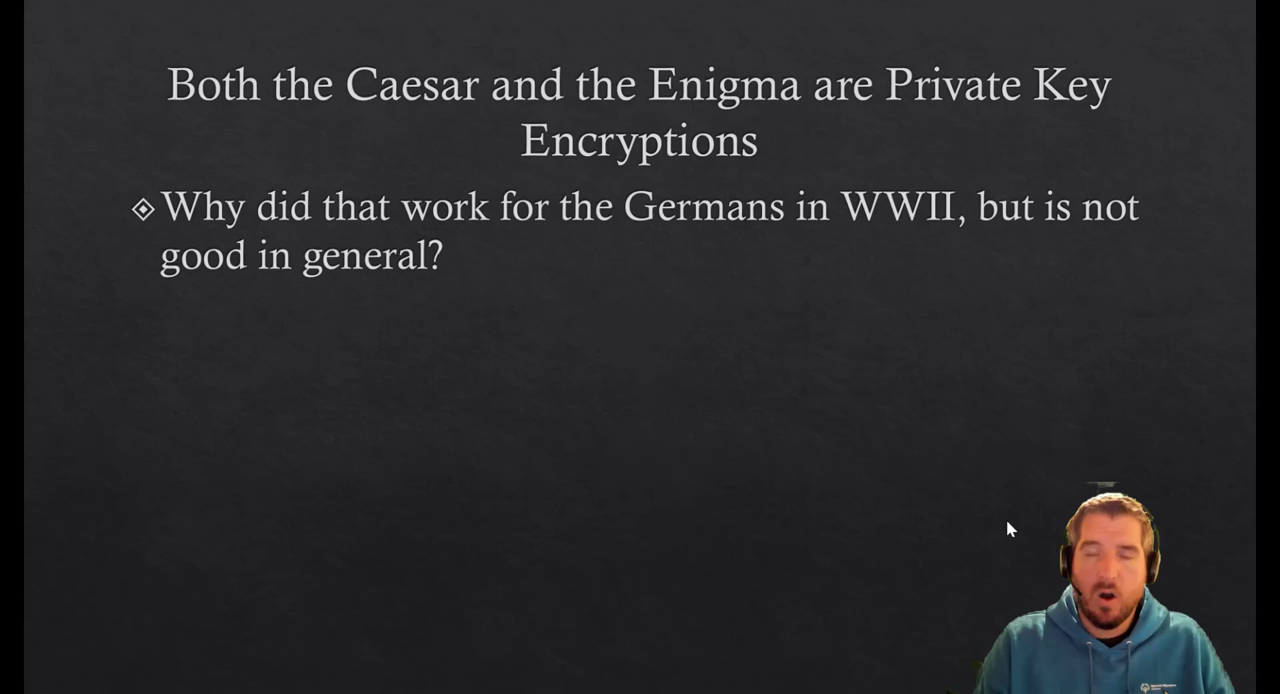 Both the Caesar and the Enigma are Private Key
Encryptions
Why did that work for the Germans in WWII, but is not
good in general?